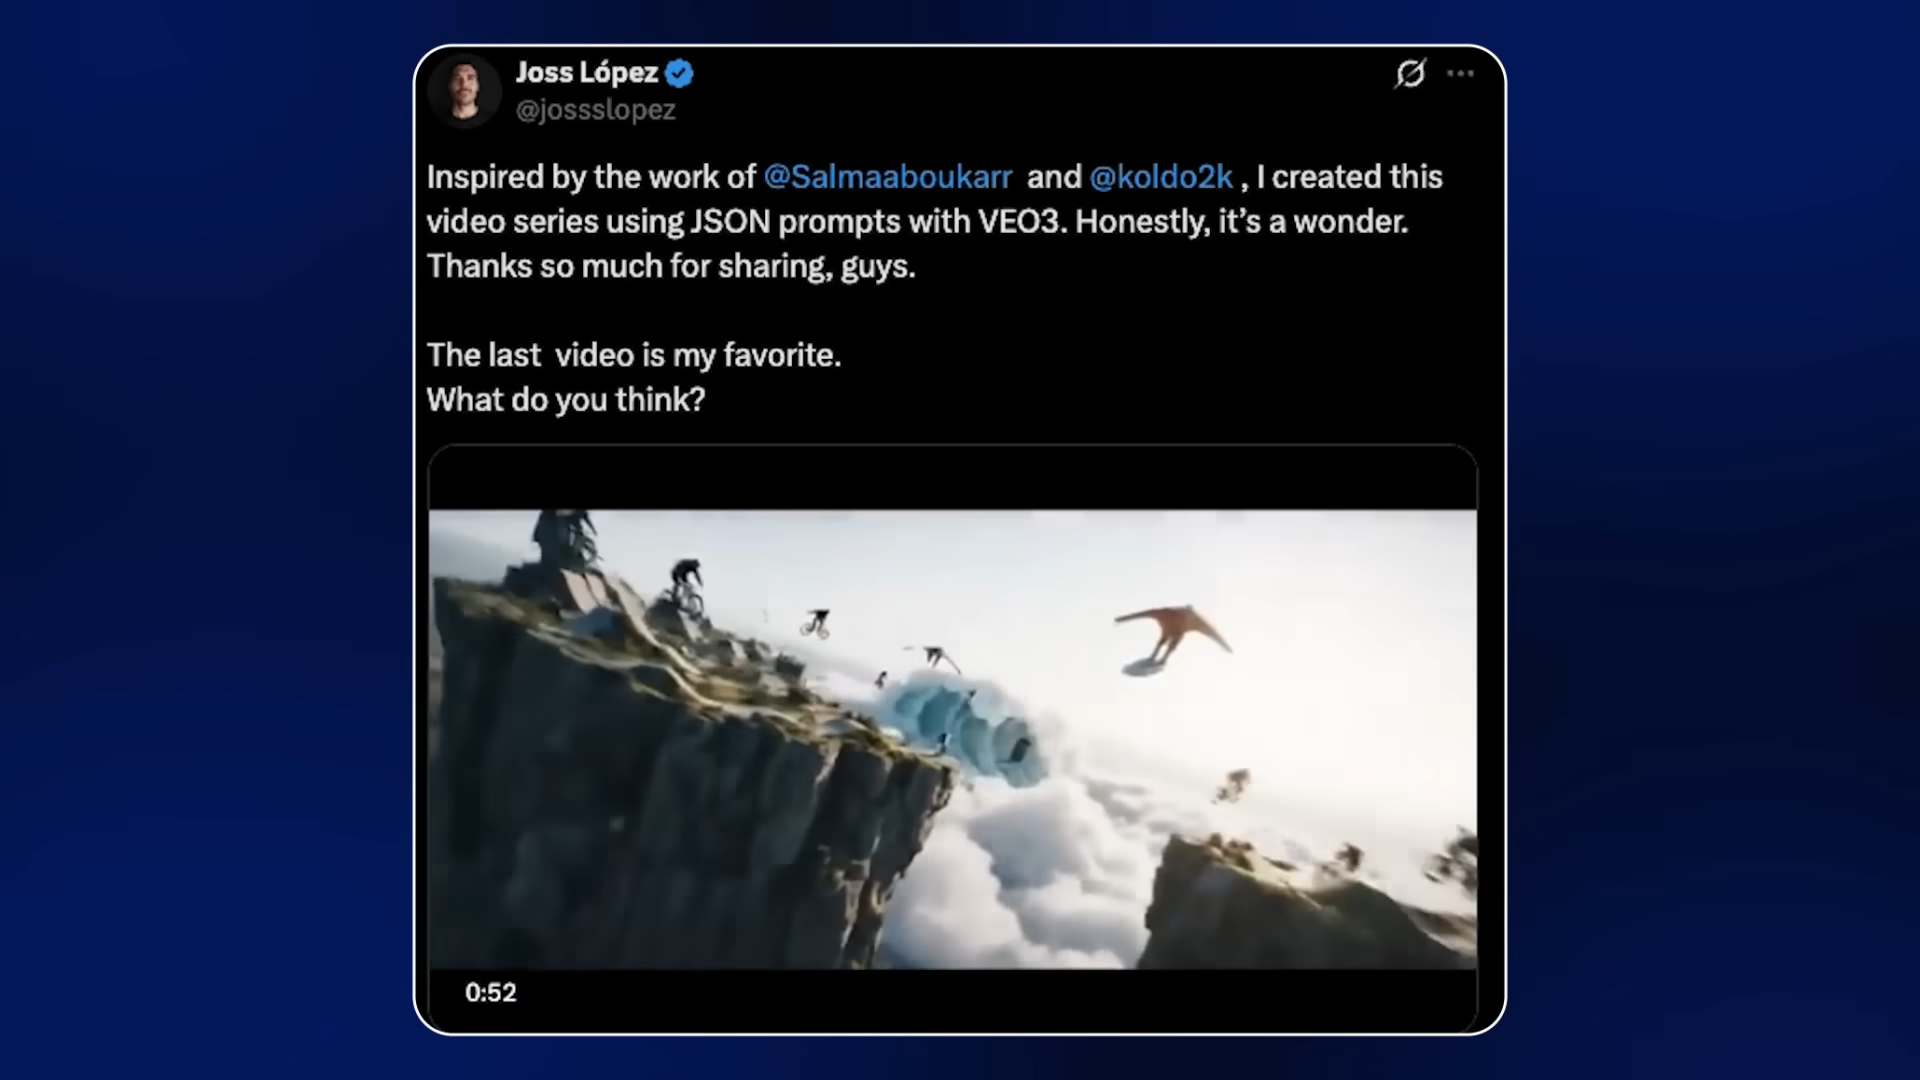 Joss López
@jossslopez
Inspired by the work of @Salmaaboukarr and @koldo2k , I created this
video series using JSON prompts with VEO3. Honestly, it’s a wonder.
Thanks so much for sharing, guys.
The last video is my favorite.
What do you think?
0:52